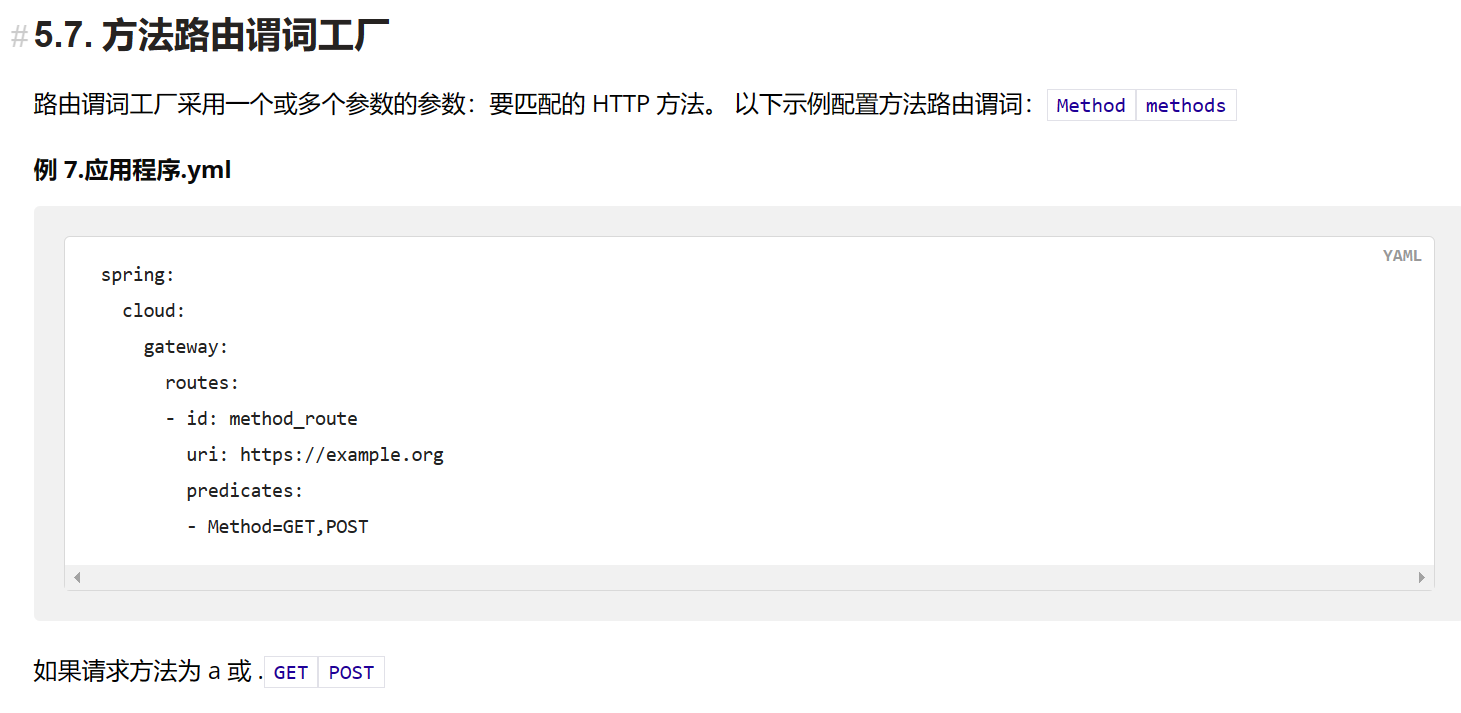 # 5.7. 方法路由谓词工厂
路由谓词工厂采用一个或多个参数的参数：要匹配的 HTTP 方法。 以下示例配置方法路由谓词： Method methods
例 7.应用程序.yml
YAML
spring:
  cloud:
    gateway:
      routes:
      - id: method_route
        uri: https://example.org
        predicates:
        - Method=GET,POST
如果请求方法为 a 或 . GET POST